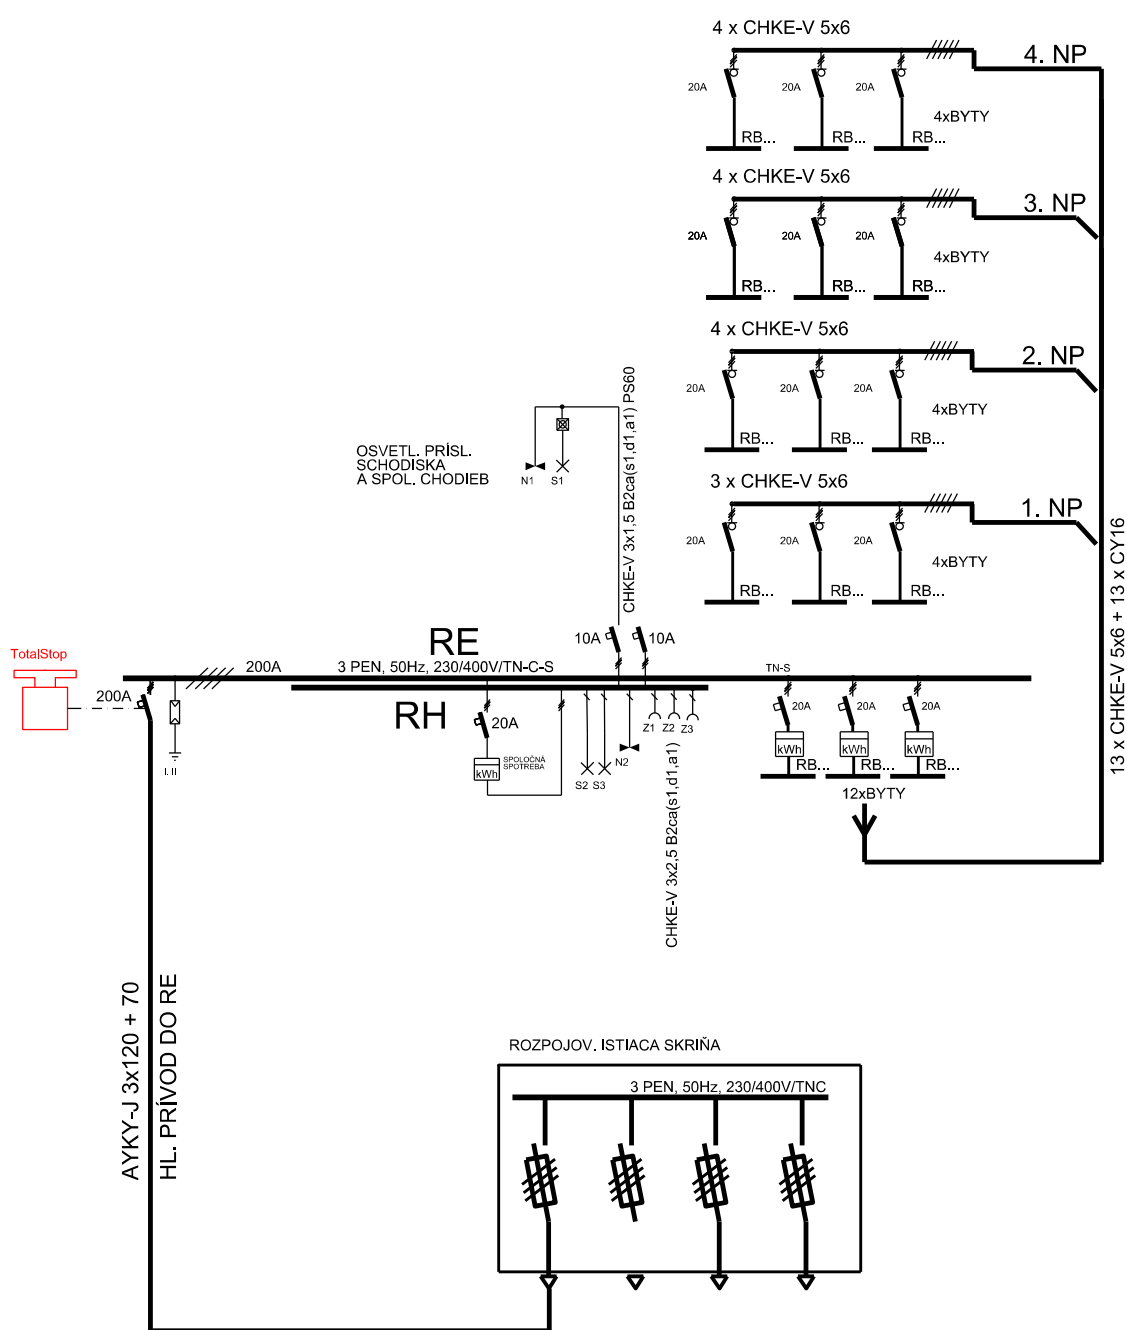 4 x CHKE-V 5x6
4. NP
20A
20A
20A
4xBYTY
RB...
RB...
RB...
4 x CHKE-V 5x6
3. NP
20A
20A
20A
4xBYTY
RB...
RB...
RB...
4 x CHKE-V 5x6
2. NP
20A
20A
20A
4xBYTY
RB...
RB...
RB...
3 x CHKE-V 5x6
1. NP
20A
20A
20A
4xBYTY
RB...
RB...
RB...
13 x CHKE-V 5x6 + 13 x CY16
CHKE-V 3x1,5 B2ca(s1,d1,a1) PS60
OSVETL. PRÍSL.
SCHODISKA
A SPOL. CHODIEB
N1
S1
TotalStop
RE
10A
10A
200A
3 PEN, 50Hz, 230/400V/TN-C-S
TN-S
200A
RH
20A
I. II
SPOLOČNÁ
SPOTREBA
kWh
S2
S3
N2
Z1
Z2
Z3
CHKE-V 3x2,5 B2ca(s1,d1,a1)
20A
20A
20A
kWh
kWh
kWh
RB...
RB...
RB...
12xBYTY
AYKY-J 3x120 + 70
HL. PRÍVOD DO RE
ROZPOJOV. ISTIACA SKRIŇA
3 PEN, 50Hz, 230/400V/TNC